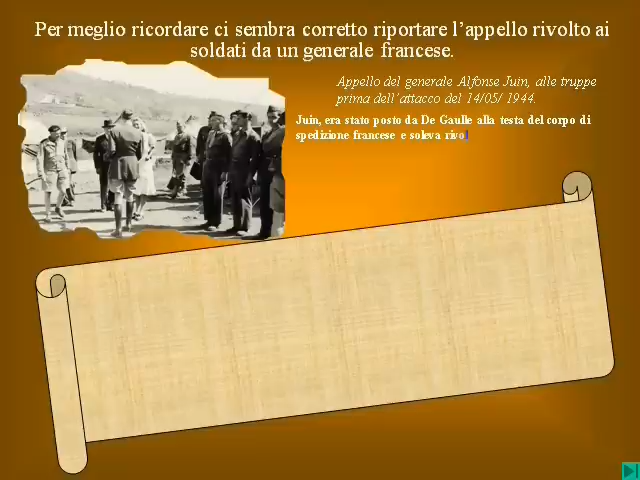 Per meglio ricordare ci sembra corretto riportare l’appello rivolto ai
soldati da un generale francese.
Appello del generale Alfonse Juin, alle truppe
prima dell’attacco del 14/05/ 1944.
Juin, era stato posto da De Gaulle alla testa del corpo di
spedizione francese e soleva rivol